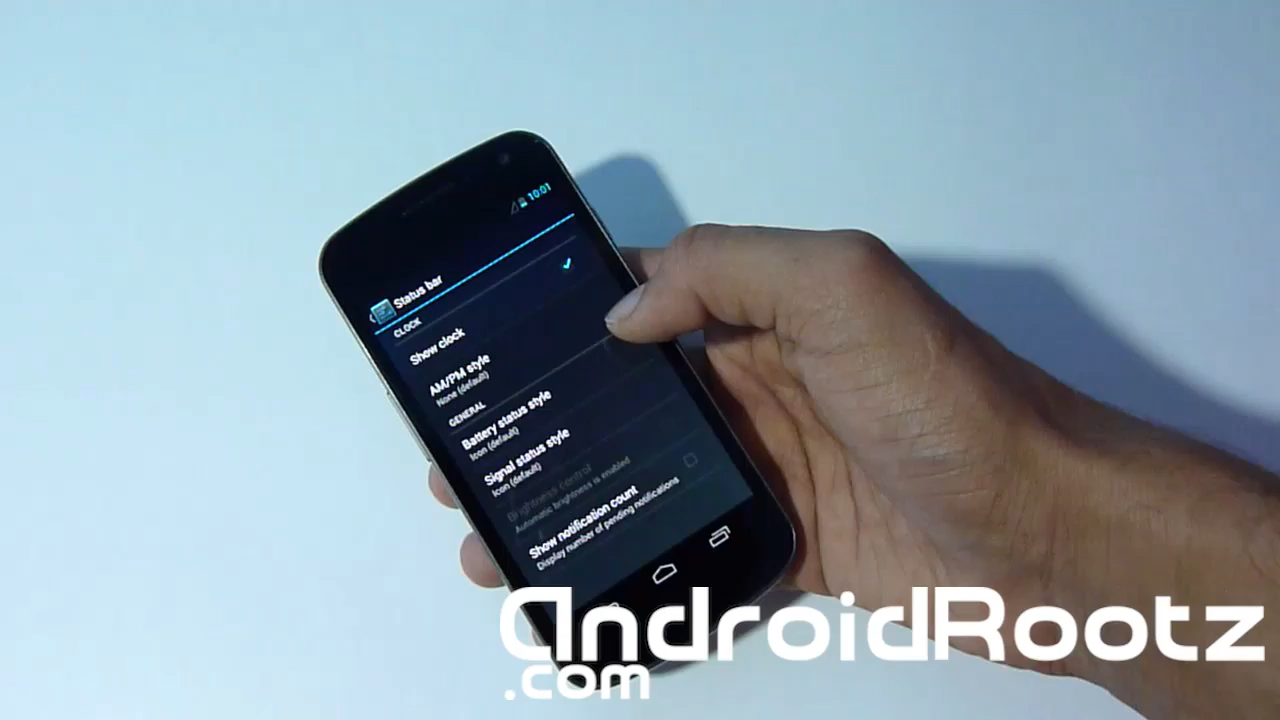 10:01
Status bar
CLOCK
Show clock
AM/PM style
None (default)
GENERAL
Battery status style
Icon (default)
Signal status style
Icon (default)
Brightness control
Automatic brightness is enabled
Show notification count
Display number of pending notifications
AndroidRootz
.com